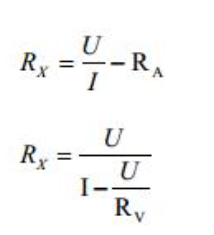 R_X = U/I − R_A
R_X = U/(I − U/R_V)